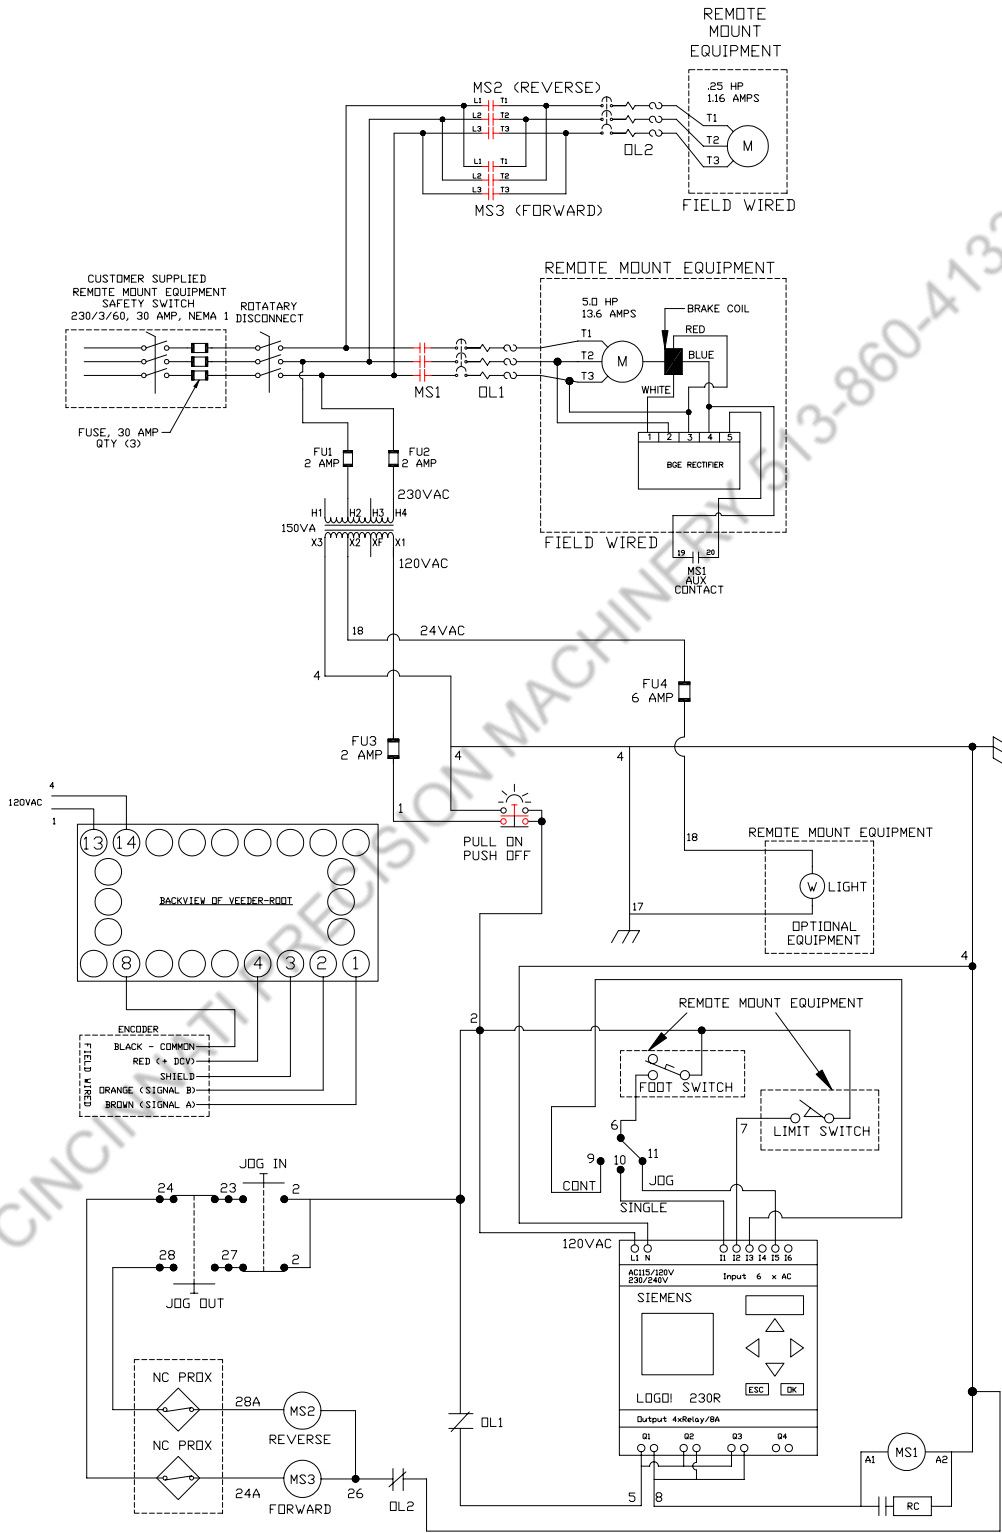 REMOTE
MOUNT
EQUIPMENT
MS2 (REVERSE)
.25 HP
1.16 AMPS
L1 T1
L2 T2
L3 T3
T1
T2
T3
M
OL2
L1 T1
L2 T2
L3 T3
MS3 (FORWARD)
FIELD WIRED
CUSTOMER SUPPLIED
REMOTE MOUNT EQUIPMENT
SAFETY SWITCH
230/3/60, 30 AMP, NEMA 1
ROTATARY
DISCONNECT
REMOTE MOUNT EQUIPMENT
5.0 HP
13.6 AMPS
BRAKE COIL
T1
T2
T3
M
RED
BLUE
WHITE
MS1
OL1
FUSE, 30 AMP
QTY (3)
1 2 3 4 5
BGE RECTIFIER
FU1
2 AMP
FU2
2 AMP
230VAC
H1 H2 H3 H4
150VA
X3 X2 XF X1
120VAC
FIELD WIRED
19 20
MS1
AUX
CONTACT
18
24VAC
4
FU4
6 AMP
FU3
2 AMP
4
4
1
4
120VAC
1
PULL ON
PUSH OFF
18
REMOTE MOUNT EQUIPMENT
W
LIGHT
17
OPTIONAL
EQUIPMENT
13 14
BACKVIEW OF VEEDER-ROOT
8 4 3 2 1
4
ENCODER
FIELD WIRED
BLACK - COMMON
RED (+ DCV)
SHIELD
ORANGE (SIGNAL B)
BROWN (SIGNAL A)
2
REMOTE MOUNT EQUIPMENT
FOOT SWITCH
LIMIT SWITCH
6
7
9
10
11
CONT
JOG
SINGLE
JOG IN
24 23 2
28 27 2
JOG OUT
120VAC
L1 N I1 I2 I3 I4 I5 I6
AC115/120V
230/240V
Input 6 x AC
SIEMENS
ESC OK
LOGO! 230R
Output 4xRelay/8A
Q1 Q2 Q3 Q4
NC PROX
28A
MS2
REVERSE
NC PROX
24A
MS3
FORWARD
26
OL2
OL1
5 8
A1 MS1 A2
RC
CINCINNATI PRECISION MACHINERY 513-860-413